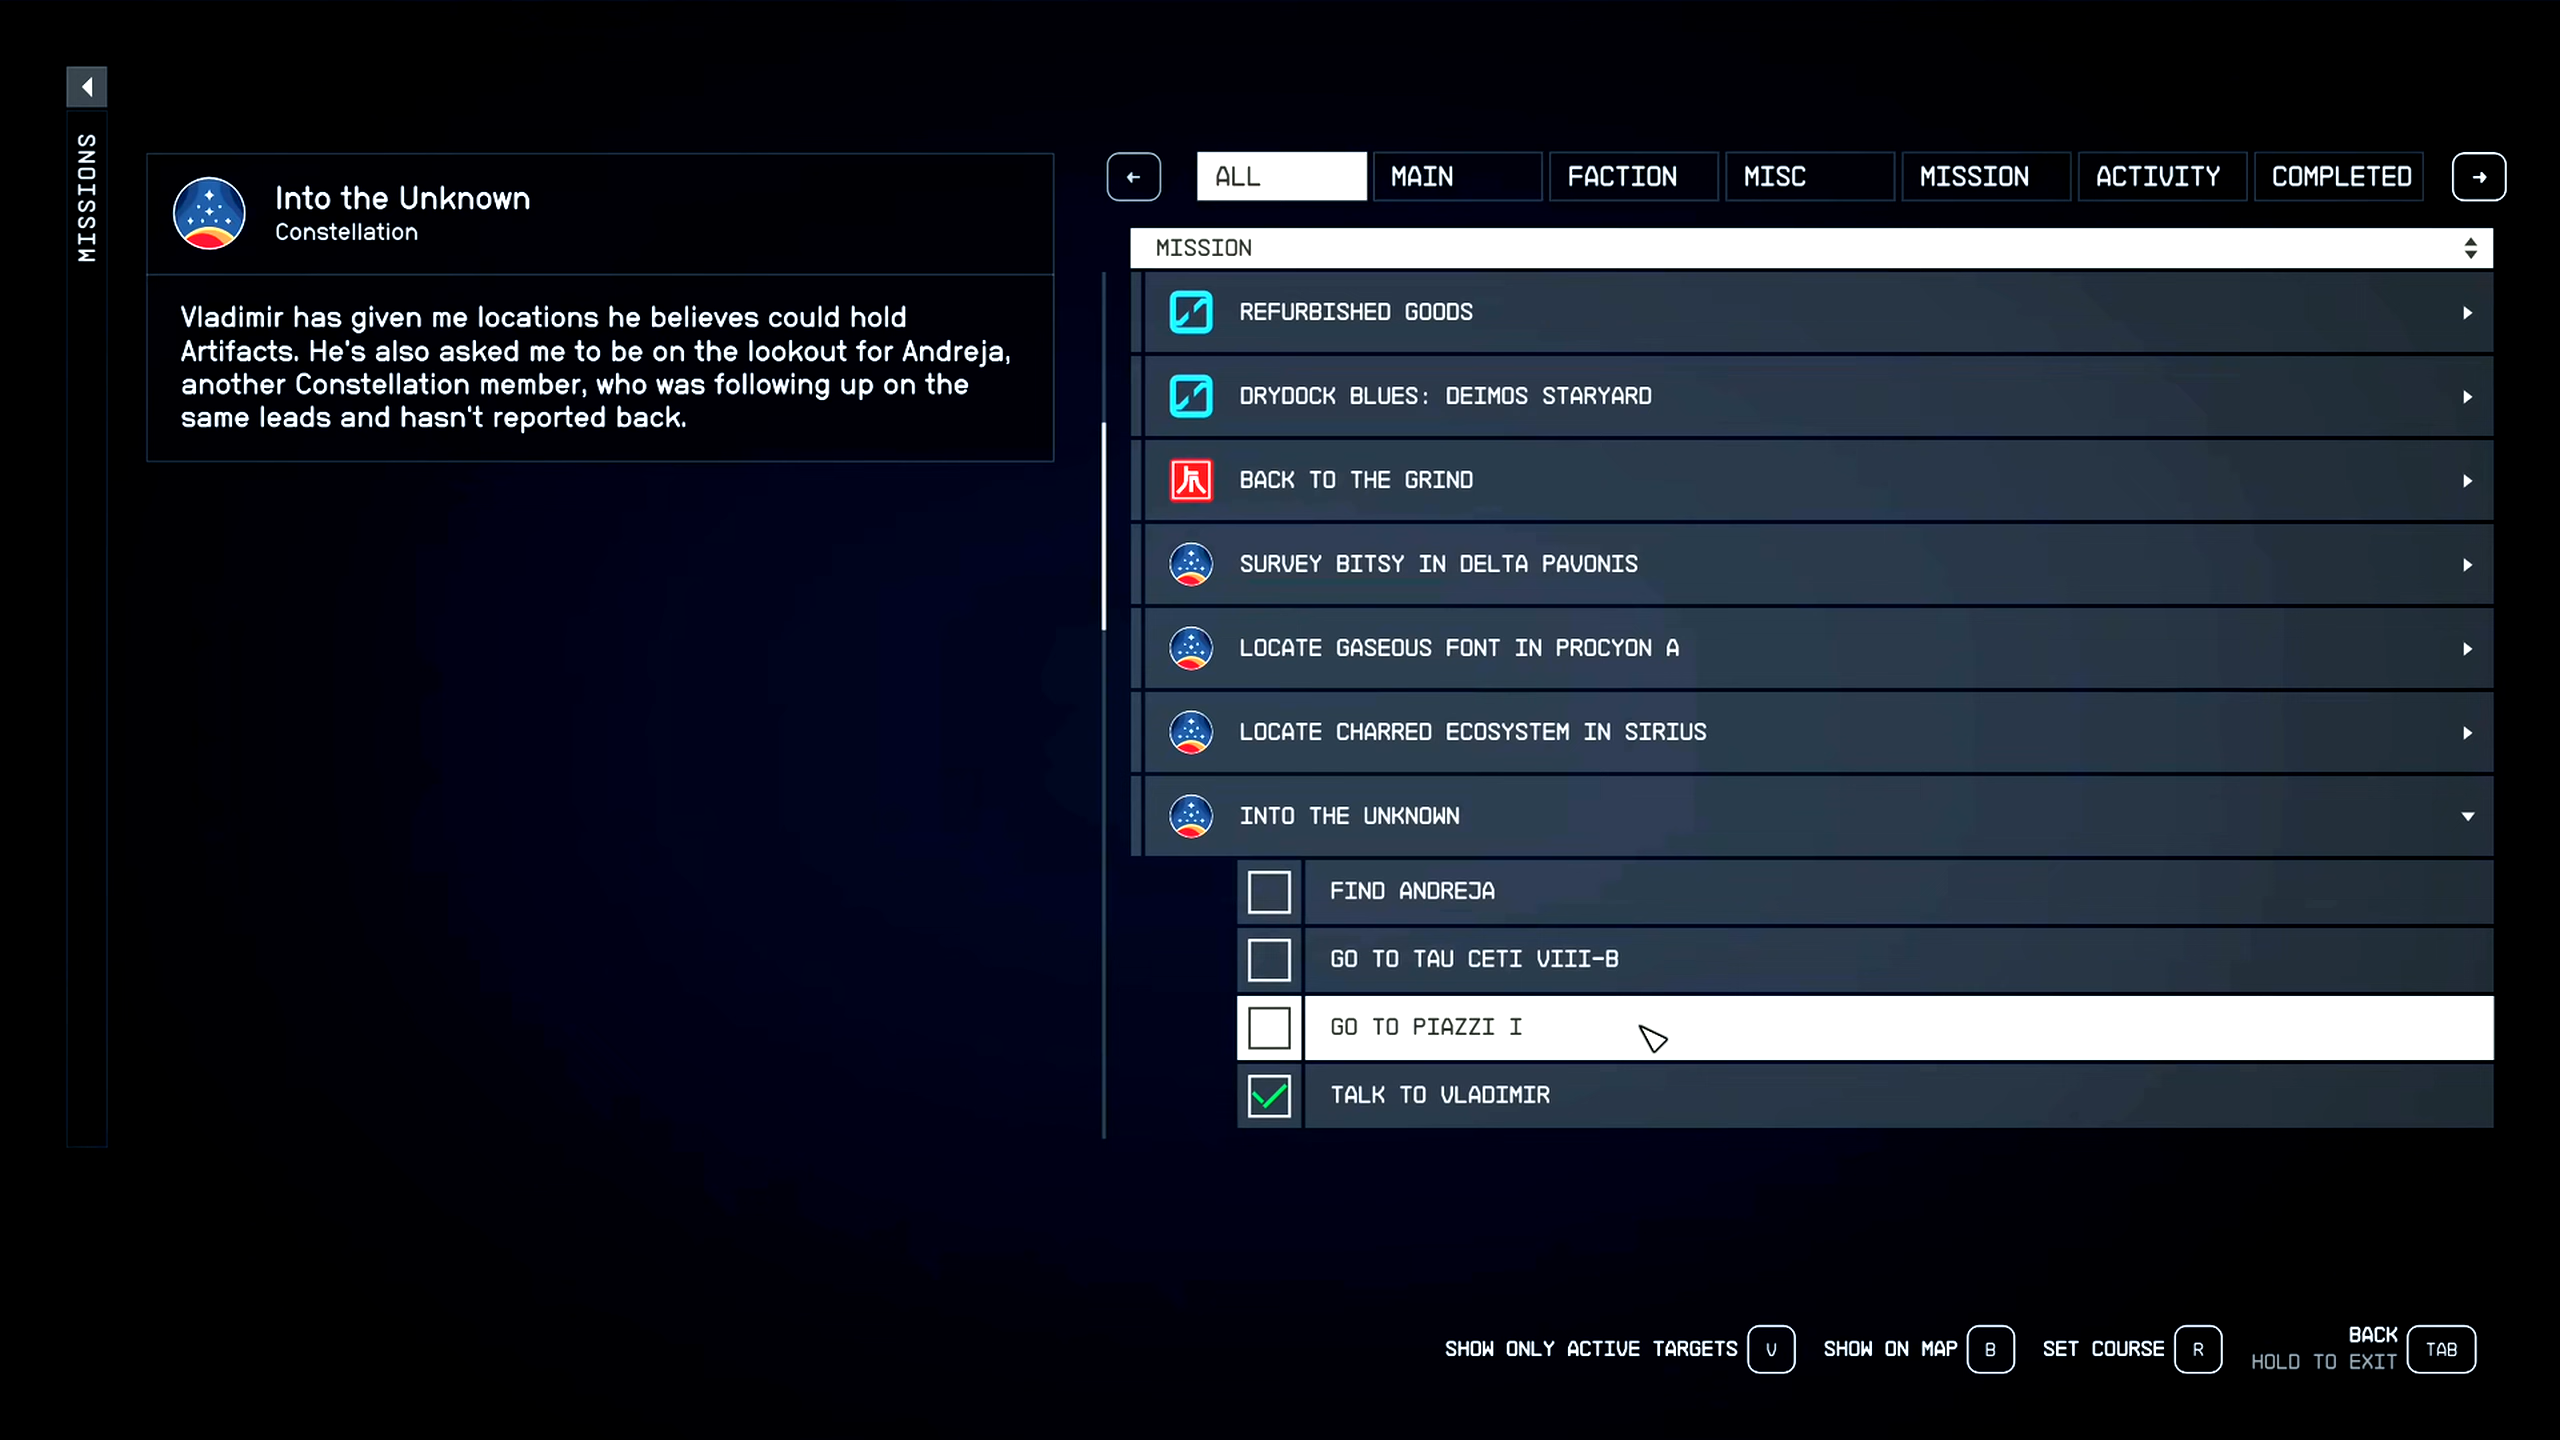 MISSIONS
Into the Unknown
Constellation
Vladimir has given me locations he believes could hold
Artifacts. He's also asked me to be on the lookout for Andreja,
another Constellation member, who was following up on the
same leads and hasn't reported back.
ALL MAIN FACTION MISC MISSION ACTIVITY COMPLETED
MISSION
REFURBISHED GOODS
DRYDOCK BLUES: DEIMOS STARYARD
BACK TO THE GRIND
SURVEY BITSY IN DELTA PAVONIS
LOCATE GASEOUS FONT IN PROCYON A
LOCATE CHARRED ECOSYSTEM IN SIRIUS
INTO THE UNKNOWN
FIND ANDREJA
GO TO TAU CETI VIII-B
GO TO PIAZZI I
TALK TO VLADIMIR
SHOW ONLY ACTIVE TARGETS V SHOW ON MAP B SET COURSE R BACK TAB
HOLD TO EXIT